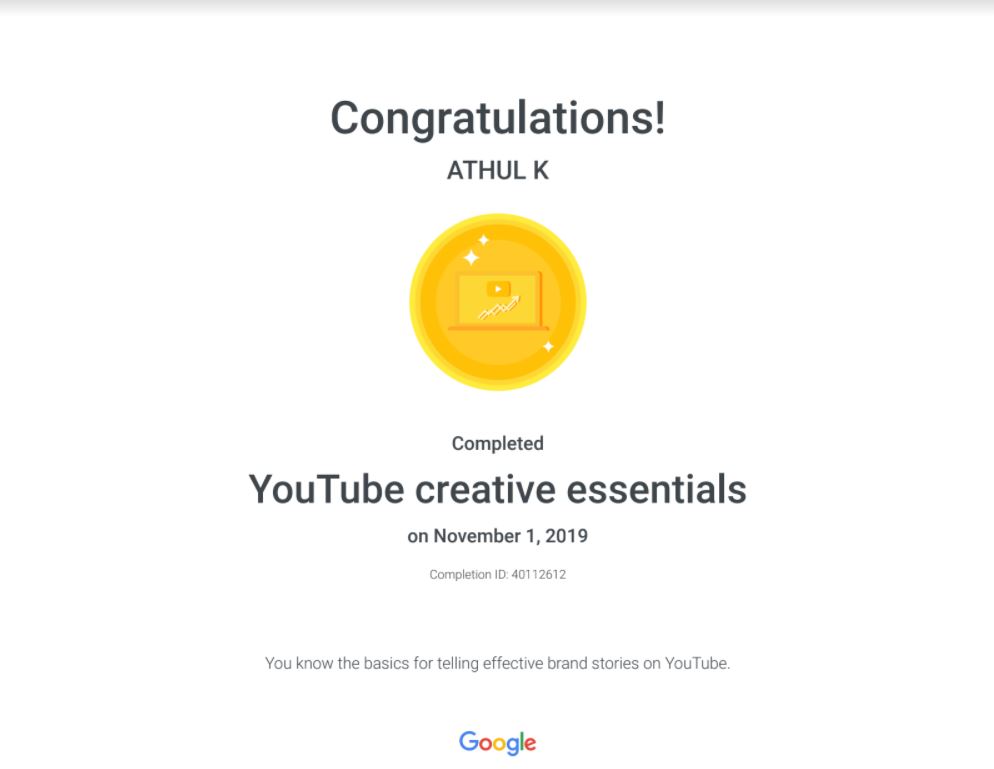 Congratulations!
ATHUL K
Completed
YouTube creative essentials
on November 1, 2019
Completion ID: 40112612
You know the basics for telling effective brand stories on YouTube.
Google